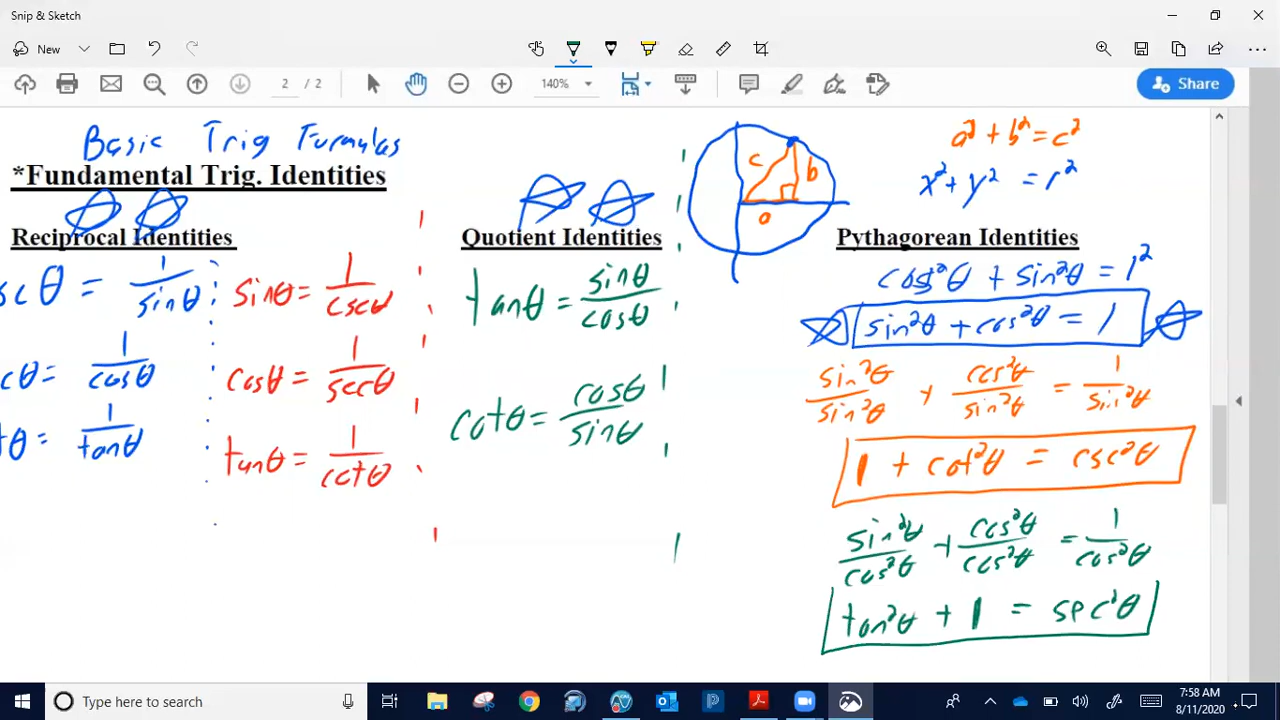 Snip & Sketch
New
2 / 2
140%
Share
Basic Trig Formulas
*Fundamental Trig. Identities
Reciprocal Identities
sc θ = 1/sinθ
cθ = 1/cosθ
tθ = 1/tanθ
sinθ = 1/cscθ
cosθ = 1/secθ
tanθ = 1/cotθ
Quotient Identities
tanθ = sinθ/cosθ
cotθ = cosθ/sinθ
c
b
a
a² + b² = c²
x² + y² = r²
Pythagorean Identities
cos²θ + sin²θ = 1²
sin²θ + cos²θ = 1
sin²θ/sin²θ + cos²θ/sin²θ = 1/sin²θ
1 + cot²θ = csc²θ
sin²θ/cos²θ + cos²θ/cos²θ = 1/cos²θ
tan²θ + 1 = sec²θ
Type here to search
7:58 AM
8/11/2020